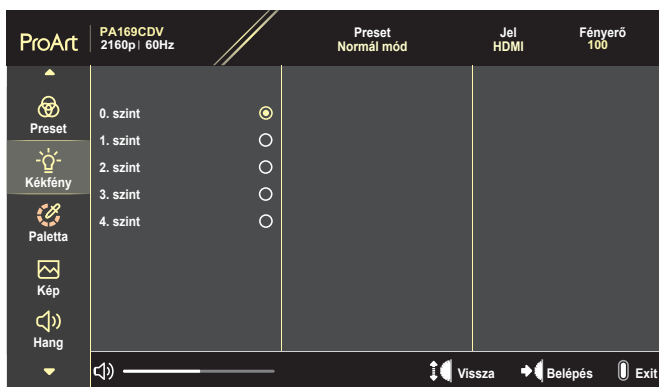 ProArt
PA169CDV
2160p | 60Hz
Preset
Normál mód
Jel
HDMI
Fényerő
100
Preset
Kékfény
Paletta
Kép
Hang
0. szint
1. szint
2. szint
3. szint
4. szint
Vissza
Belépés
Exit